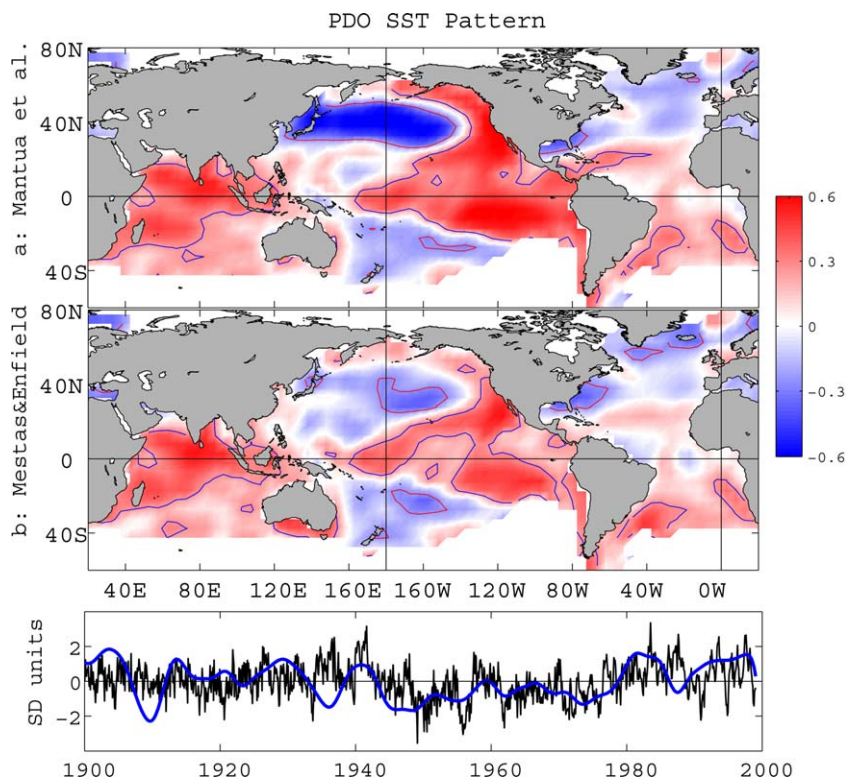 PDO SST Pattern
a: Mantua et al.
80N
40N
0
40S
80N
b: Mestas&Enfield
40N
0
40S
40E 80E 120E 160E 160W 120W 80W 40W 0W
0.6
0.3
0
-0.3
-0.6
SD units
2
0
-2
1900 1920 1940 1960 1980 2000